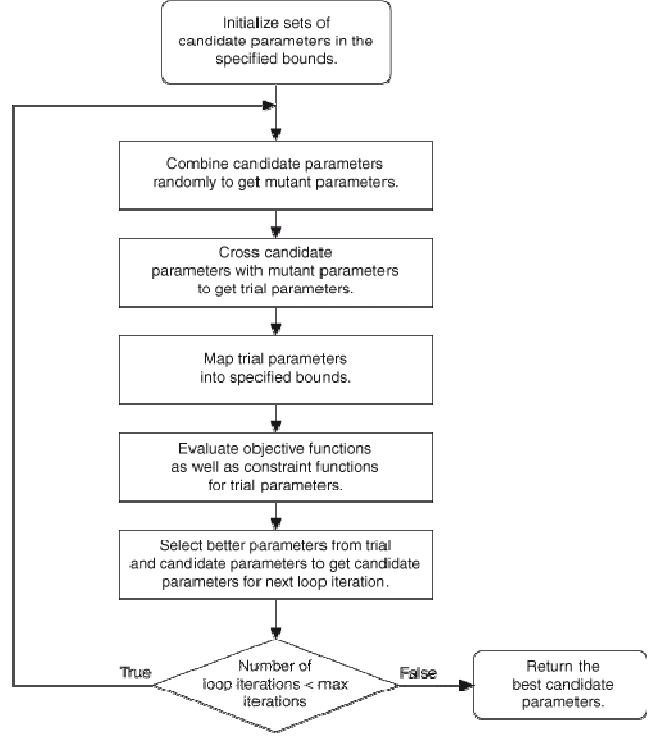 Initialize sets of
candidate parameters in the
specified bounds.
Combine candidate parameters
randomly to get mutant parameters.
Cross candidate
parameters with mutant parameters
to get trial parameters.
Map trial parameters
into specified bounds.
Evaluate objective functions
as well as constraint functions
for trial parameters.
Select better parameters from trial
and candidate parameters to get candidate
parameters for next loop iteration.
True
Number of
loop iterations < max
iterations
False
Return the
best candidate
parameters.